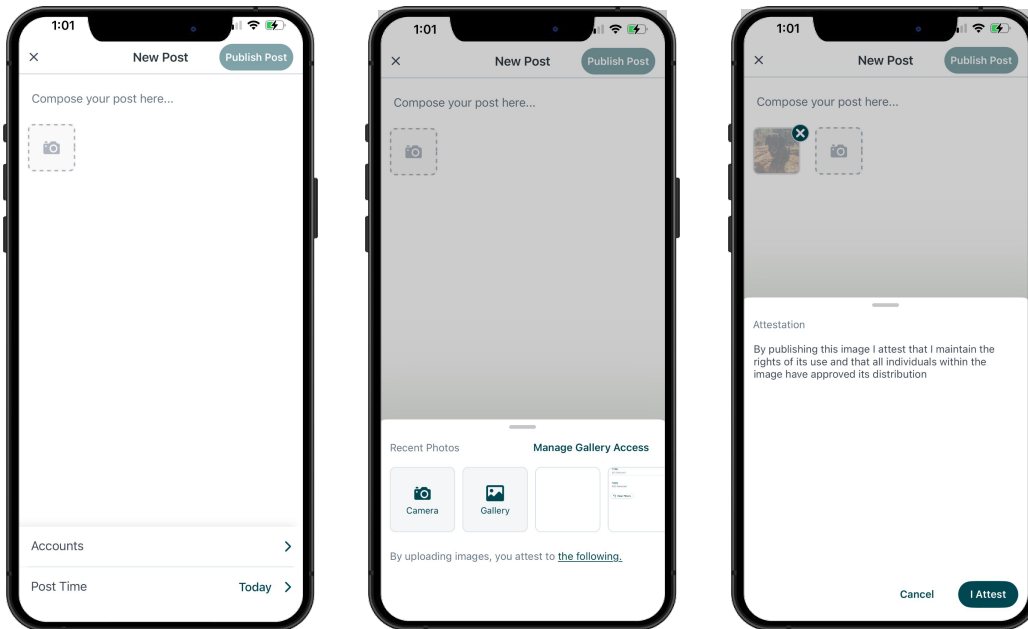 1:01
New Post
Publish Post
Compose your post here...
Accounts
Post Time
Today
1:01
New Post
Publish Post
Compose your post here...
Recent Photos
Manage Gallery Access
Camera
Gallery
By uploading images, you attest to the following.
1:01
New Post
Publish Post
Compose your post here...
Attestation
By publishing this image I attest that I maintain the
rights of its use and that all individuals within the
image have approved its distribution
Cancel
I Attest